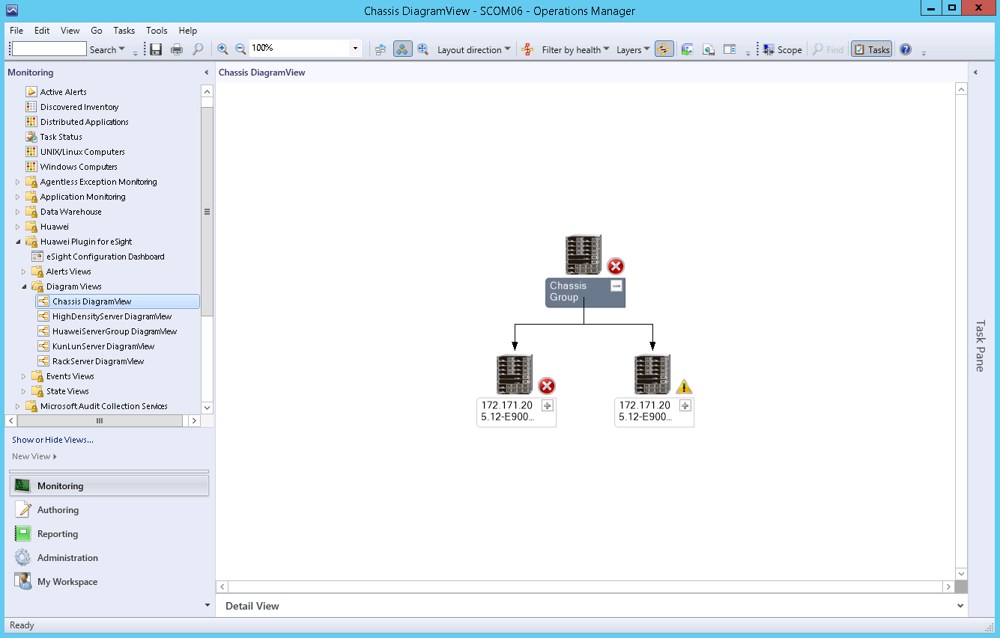 Chassis DiagramView - SCOM06 - Operations Manager
File Edit View Go Tasks Tools Help
Search 100% Layout direction Filter by health Layers Scope Find Tasks
Monitoring
Active Alerts
Discovered Inventory
Distributed Applications
Task Status
UNIX/Linux Computers
Windows Computers
Agentless Exception Monitoring
Application Monitoring
Data Warehouse
Huawei
Huawei Plugin for eSight
eSight Configuration Dashboard
Alerts Views
Diagram Views
Chassis DiagramView
HighDensityServer DiagramView
HuaweiServerGroup DiagramView
KunLunServer DiagramView
RackServer DiagramView
Events Views
State Views
Microsoft Audit Collection Services
Show or Hide Views...
New View
Monitoring
Authoring
Reporting
Administration
My Workspace
Chassis DiagramView
Chassis
Group
172.171.20
5.12-E900...
172.171.20
5.12-E900...
Detail View
Task Pane
Ready